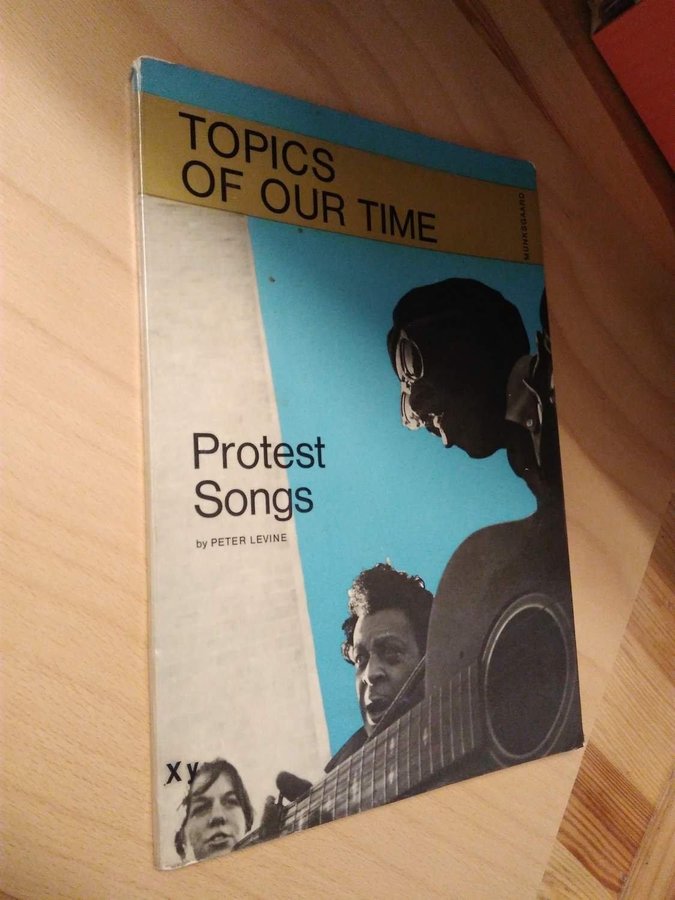 TOPICS
OF OUR TIME
MUNKSGAARD
Protest
Songs
by PETER LEVINE
xy